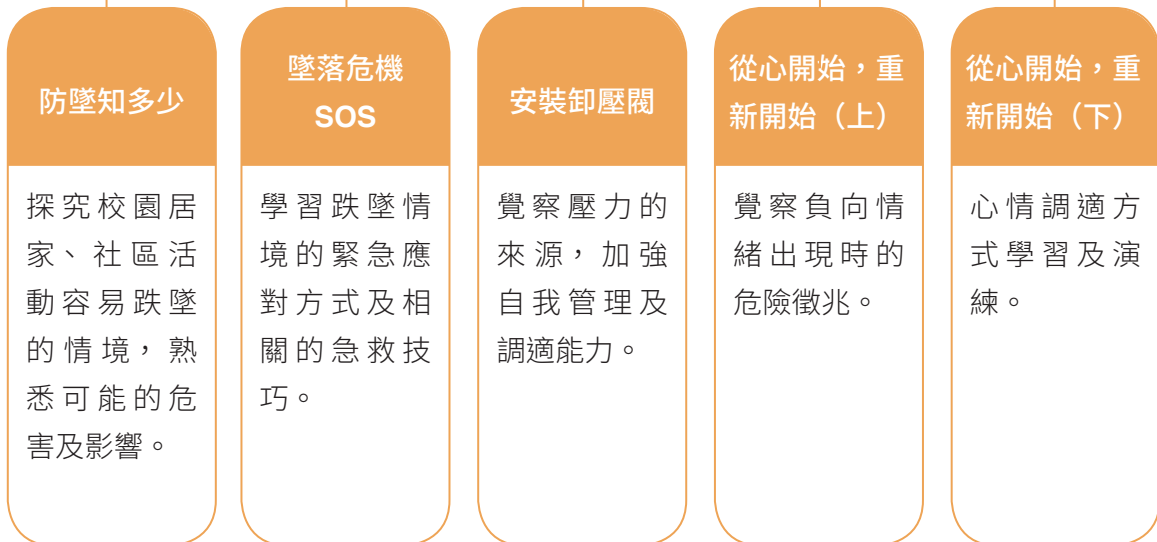 防墜知多少
探究校園居
家、社區活
動容易跌墜
的情境，熟
悉可能的危
害及影響。
墜落危機
SOS
學習跌墜情
境的緊急應
對方式及相
關的急救技
巧。
安裝卸壓閥
覺察壓力的
來源，加強
自我管理及
調適能力。
從心開始，重
新開始（上）
覺察負向情
緒出現時的
危險徵兆。
從心開始，重
新開始（下）
心情調適方
式學習及演
練。